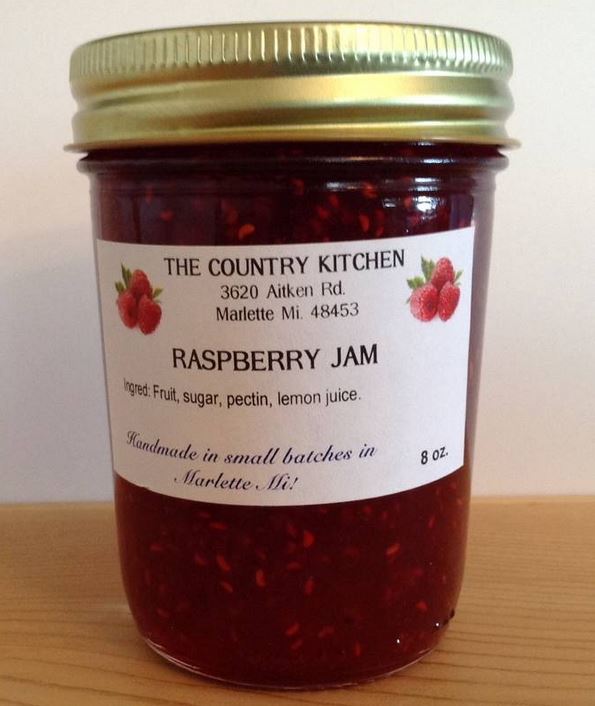 THE COUNTRY KITCHEN
3620 Aitken Rd.
Marlette Mi. 48453
RASPBERRY JAM
Ingred: Fruit, sugar, pectin, lemon juice.
Handmade in small batches in
Marlette Mi!
8 oz.